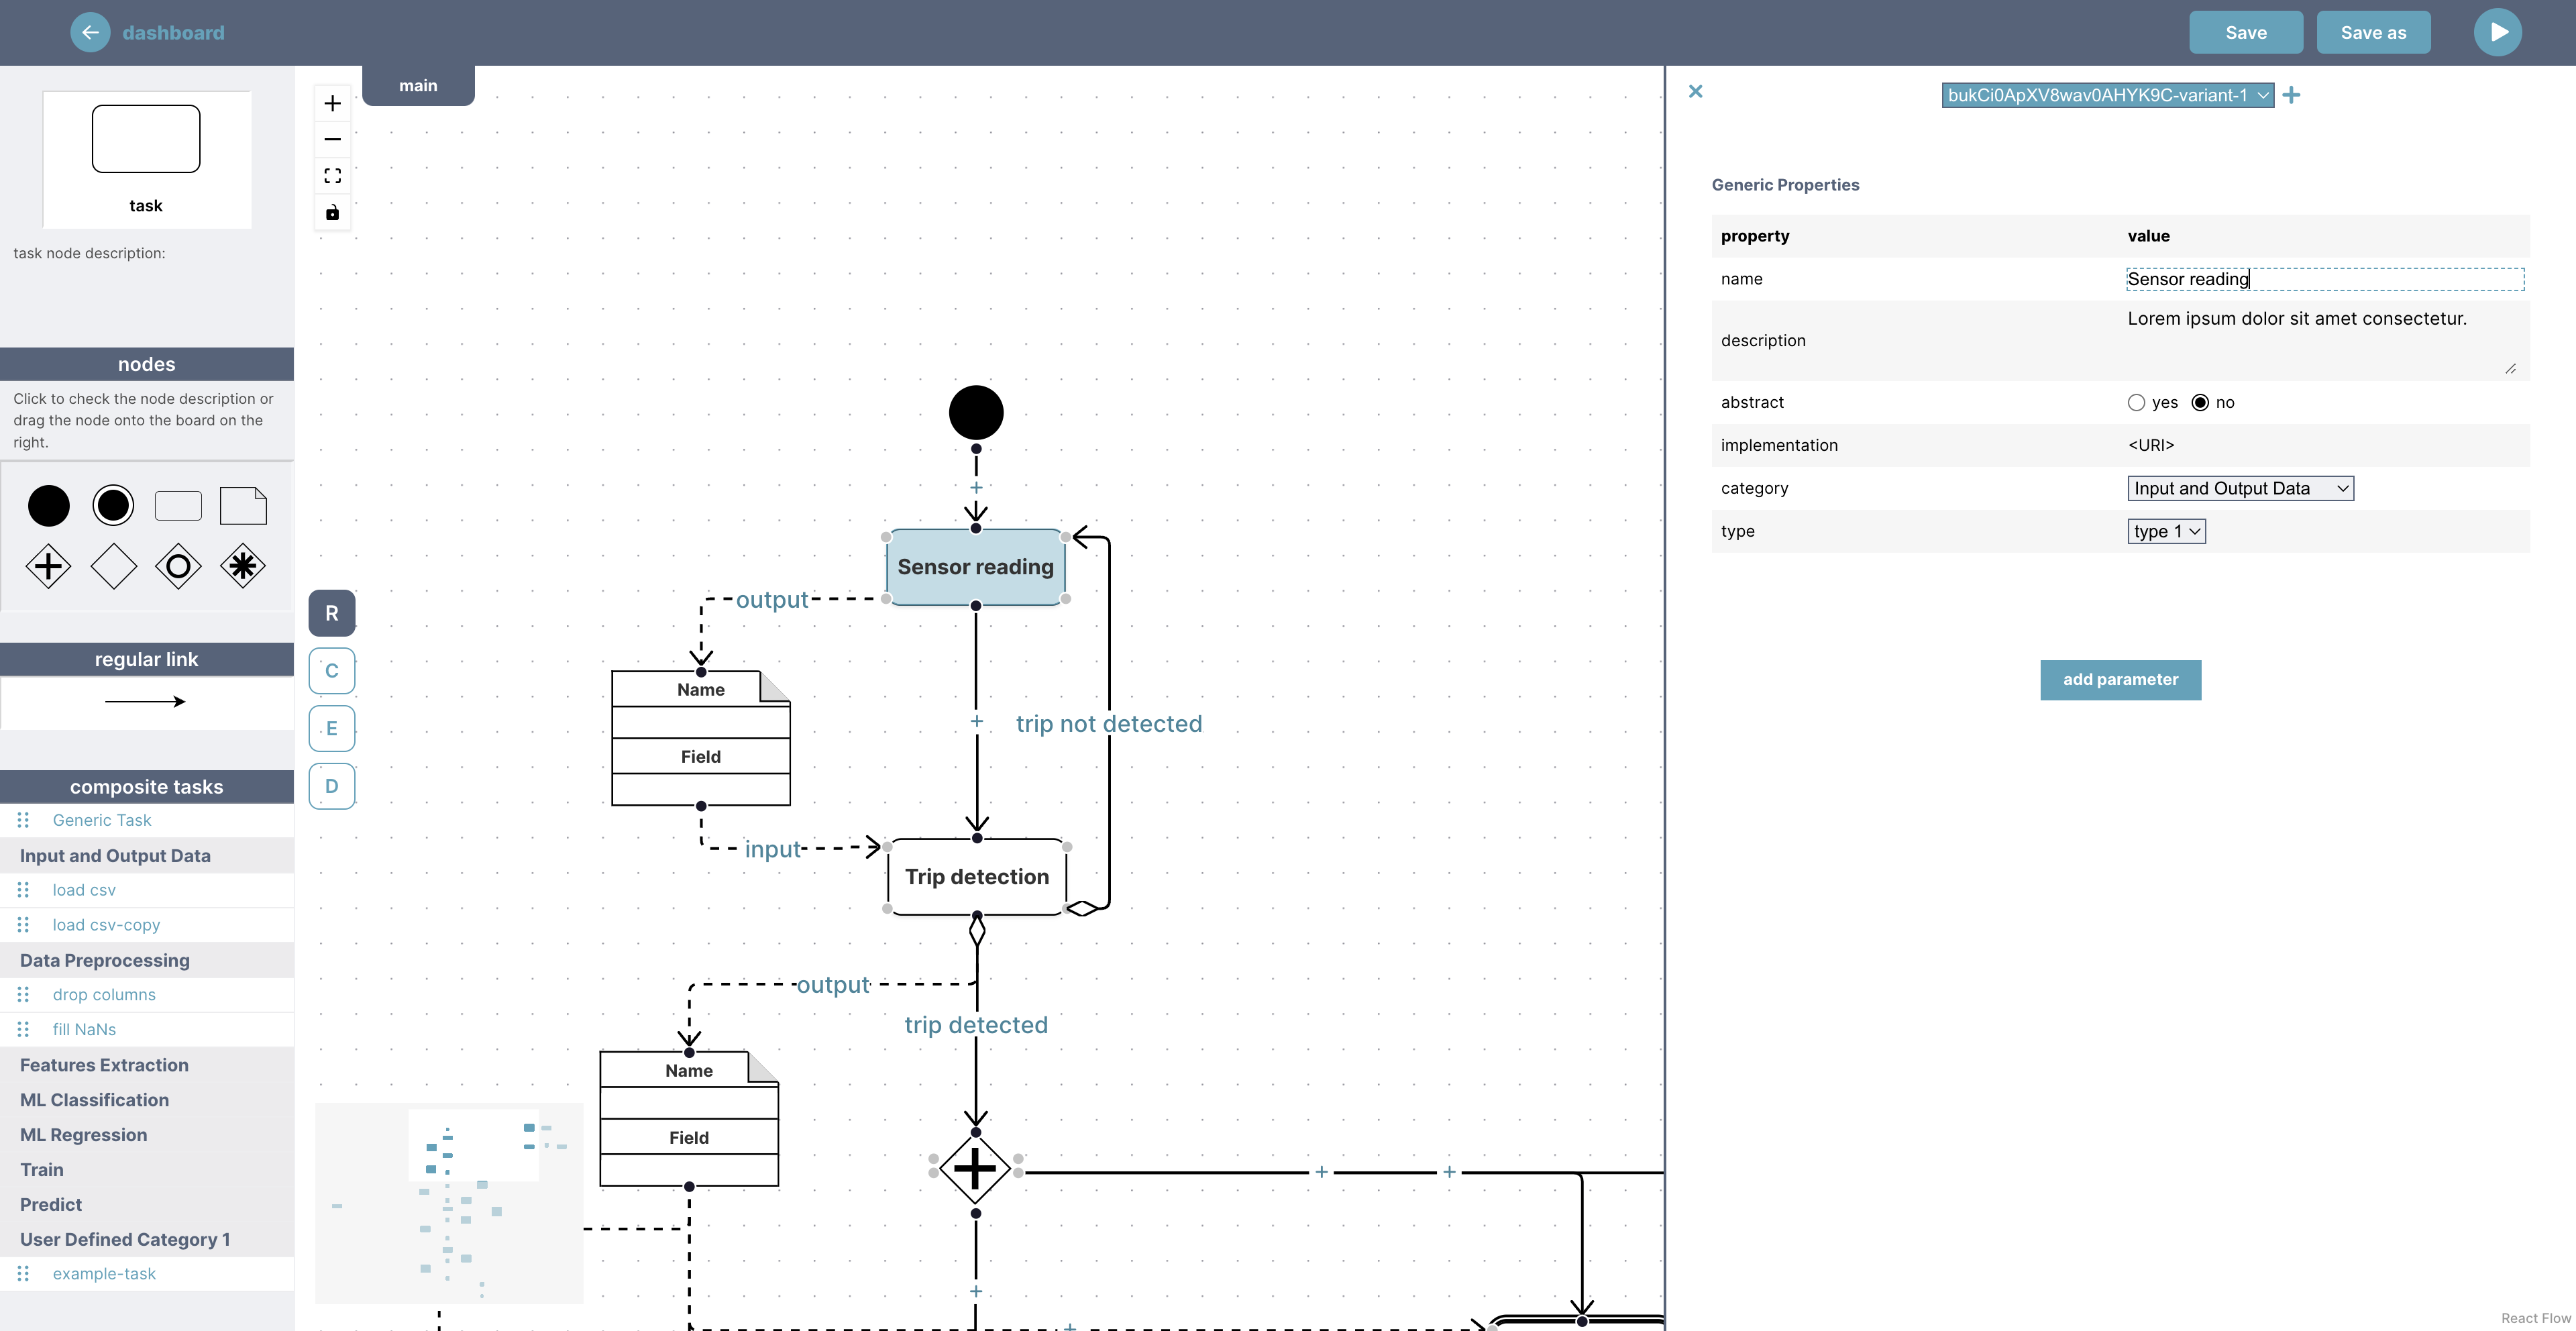 dashboard
Save
Save as
task
task node description:
nodes
Click to check the node description or
drag the node onto the board on the
right.
regular link
composite tasks
Generic Task
Input and Output Data
load csv
load csv-copy
Data Preprocessing
drop columns
fill NaNs
Features Extraction
ML Classification
ML Regression
Train
Predict
User Defined Category 1
example-task
main
R
C
E
D
Sensor reading
output
Name
Field
trip not detected
input
Trip detection
output
trip detected
Name
Field
bukCi0ApXV8wav0AHYK9C-variant-1
Generic Properties
property value
name Sensor reading
description Lorem ipsum dolor sit amet consectetur.
abstract yes no
implementation <URI>
category Input and Output Data
type type 1
add parameter
React Flow